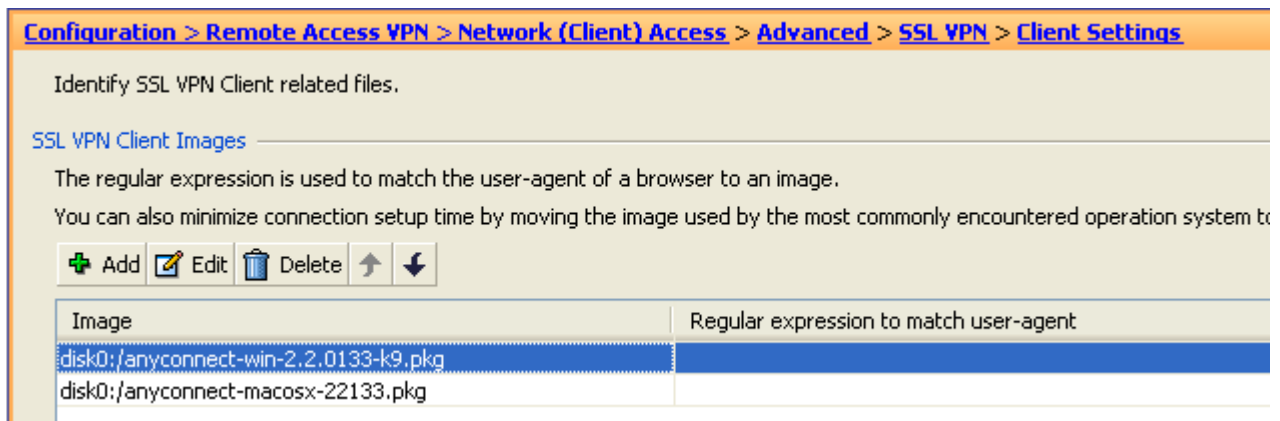 Configuration > Remote Access VPN > Network (Client) Access > Advanced > SSL VPN > Client Settings
Identify SSL VPN Client related files.
SSL VPN Client Images
The regular expression is used to match the user-agent of a browser to an image.
You can also minimize connection setup time by moving the image used by the most commonly encountered operation system to
Add Edit Delete
Image Regular expression to match user-agent
disk0:/anyconnect-win-2.2.0133-k9.pkg
disk0:/anyconnect-macosx-22133.pkg